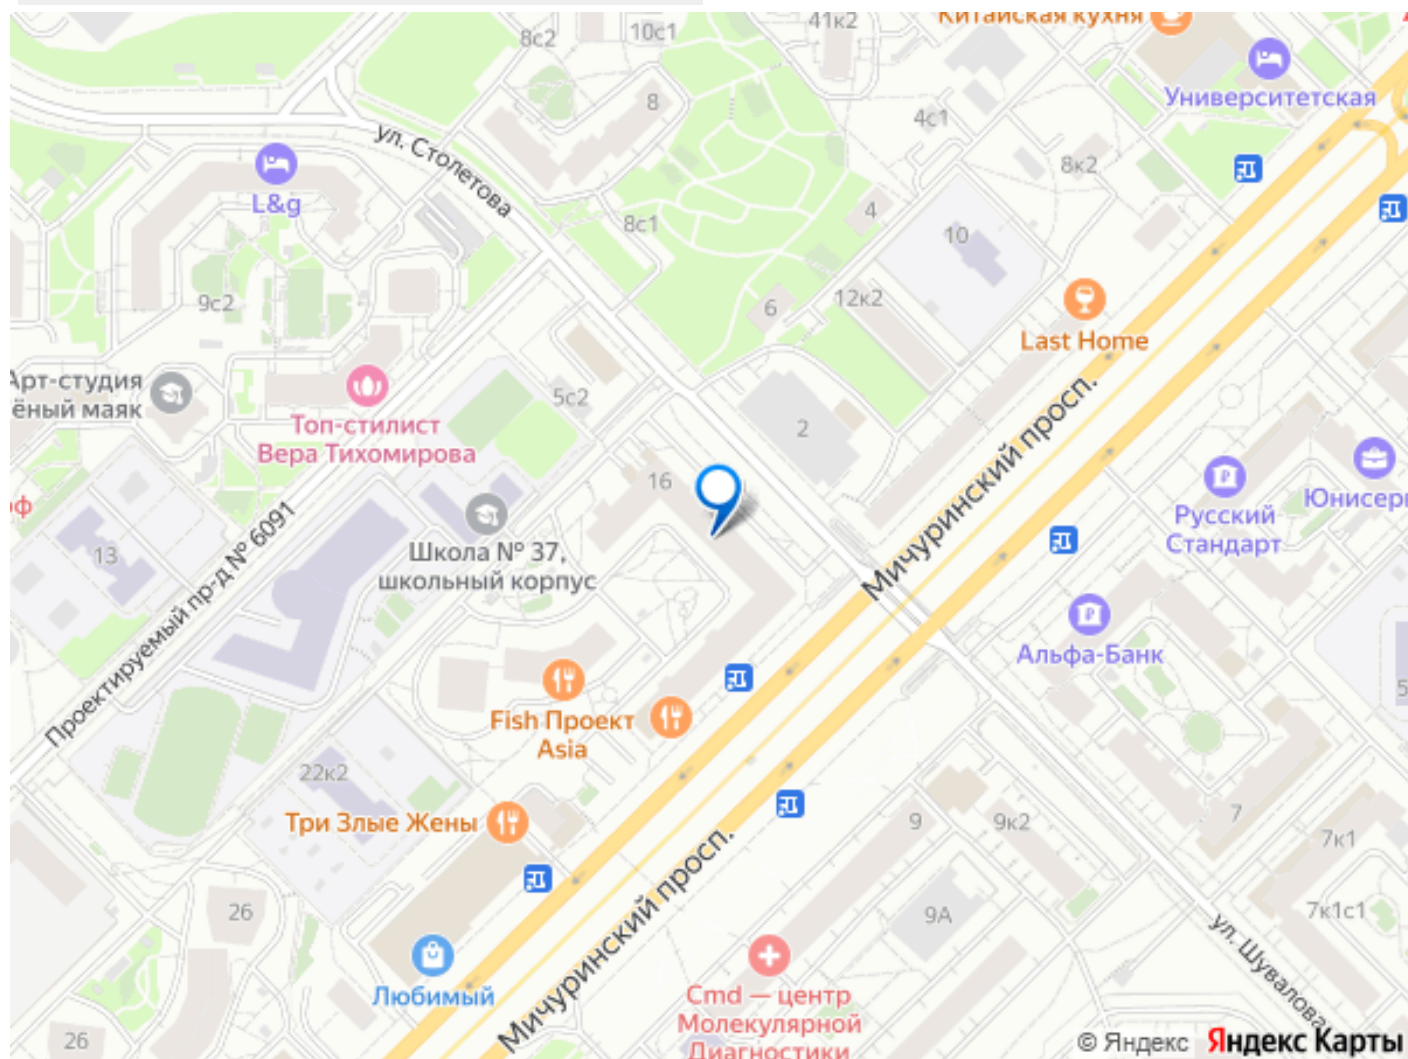 41к2
Китайская кухня
8с2
10с1
Университетская
8
4с1
ул. Столетова
8к2
L&g
4
8с1
10
9с2
6
12к2
Last Home
Арт-студия
ёный маяк
5с2
Топ-стилист
Вера Тихомирова
2
Мичуринский просп.
16
Русский
Стандарт
Юнисер
оф
13
Школа № 37,
школьный корпус
Проектируемый пр-д № 6091
Альфа-Банк
5
Fish Проект
Asia
22к2
Три Злые Жены
9
9к2
7
7к1
Мичуринский просп.
26
9А
7к1с1
ул. Шувалова
Любимый
Cmd — центр
Молекулярной
Диагностики
26
© Яндекс Яндекс Карты